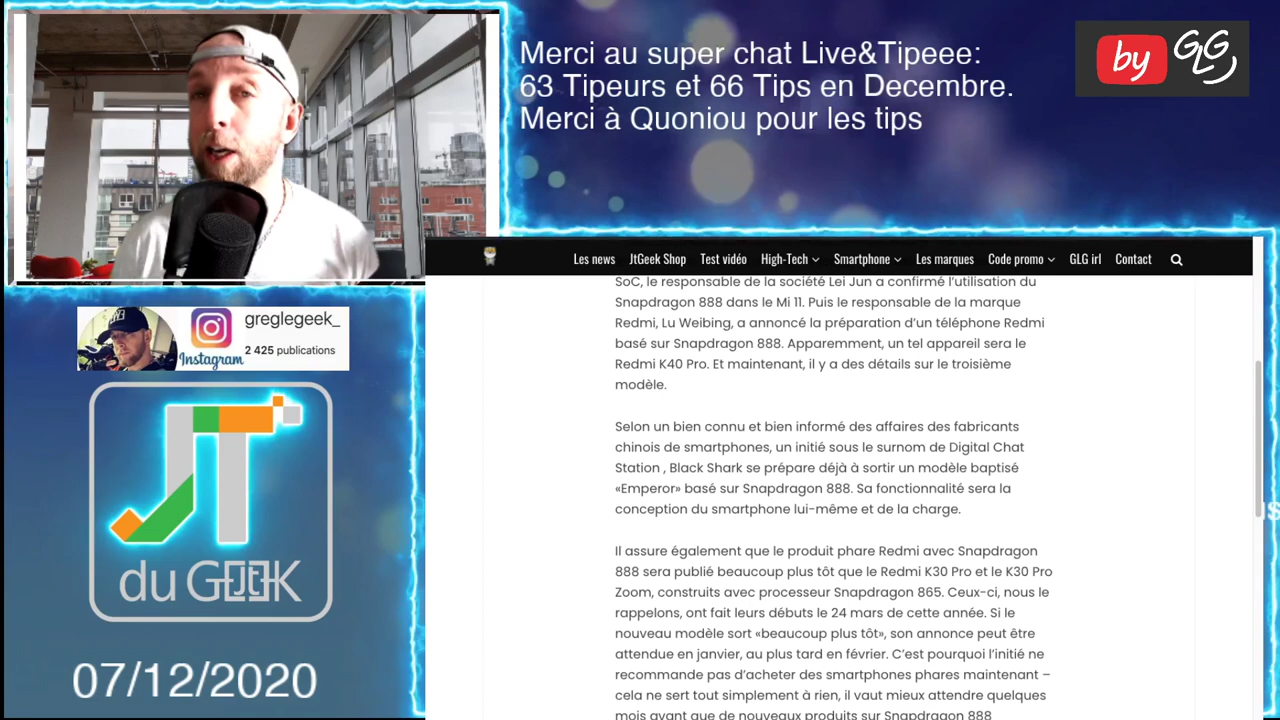 Merci au super chat Live&Tipeee:
63 Tipeurs et 66 Tips en Decembre.
Merci à Quoniou pour les tips
by GLG
Les news JtGeek Shop Test vidéo High-Tech Smartphone Les marques Code promo GLG irl Contact
SoC, le responsable de la société Lei Jun a confirmé l'utilisation du
Snapdragon 888 dans le Mi 11. Puis le responsable de la marque
Redmi, Lu Weibing, a annoncé la préparation d'un téléphone Redmi
basé sur Snapdragon 888. Apparemment, un tel appareil sera le
Redmi K40 Pro. Et maintenant, il y a des détails sur le troisième
modèle.
Selon un bien connu et bien informé des affaires des fabricants
chinois de smartphones, un initié sous le surnom de Digital Chat
Station , Black Shark se prépare déjà à sortir un modèle baptisé
«Emperor» basé sur Snapdragon 888. Sa fonctionnalité sera la
conception du smartphone lui-même et de la charge.
Il assure également que le produit phare Redmi avec Snapdragon
888 sera publié beaucoup plus tôt que le Redmi K30 Pro et le K30 Pro
Zoom, construits avec processeur Snapdragon 865. Ceux-ci, nous le
rappelons, ont fait leurs débuts le 24 mars de cette année. Si le
nouveau modèle sort «beaucoup plus tôt», son annonce peut être
attendue en janvier, au plus tard en février. C'est pourquoi l'initié ne
recommande pas d'acheter des smartphones phares maintenant –
cela ne sert tout simplement à rien, il vaut mieux attendre quelques
mois avant que de nouveaux produits sur Snapdragon 888
greglegeek_
Instagram
2 425 publications
JT
du GEEK
07/12/2020